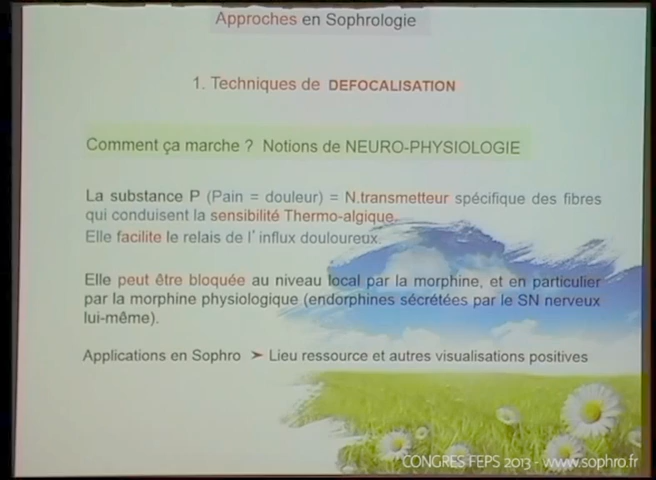 Approches en Sophrologie
1. Techniques de DEFOCALISATION
Comment ça marche ? Notions de NEURO-PHYSIOLOGIE
La substance P (Pain = douleur) = N.transmetteur spécifique des fibres
qui conduisent la sensibilité Thermo-algique.
Elle facilite le relais de l' influx douloureux.
Elle peut être bloquée au niveau local par la morphine, et en particulier
par la morphine physiologique (endorphines sécrétées par le SN nerveux
lui-même).
Applications en Sophro ➢ Lieu ressource et autres visualisations positives
CONGRES FEPS 2013 - www.sophro.fr